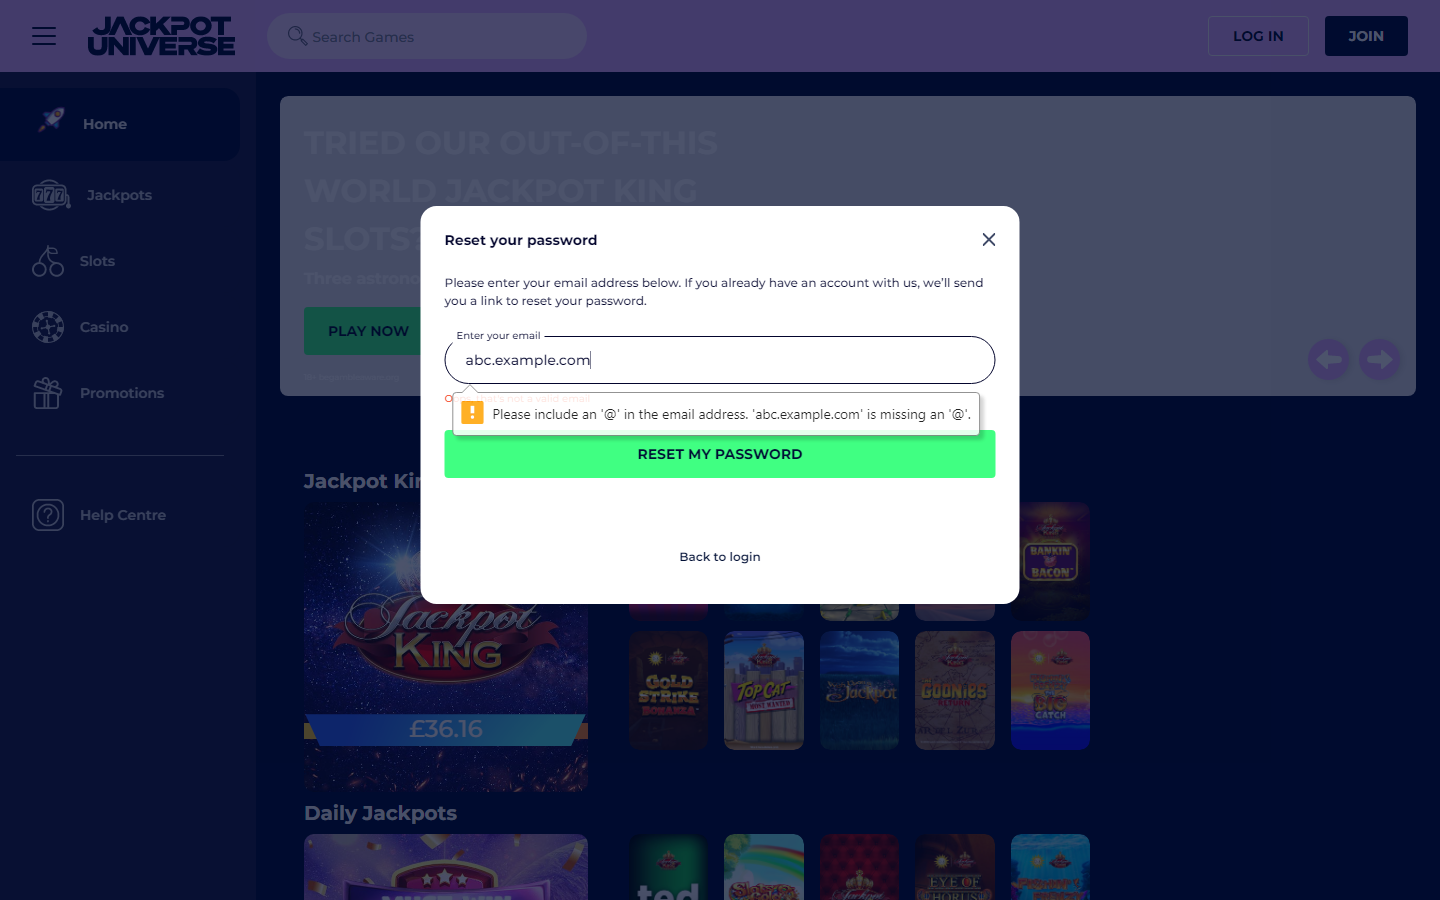 JACKPOT
UNIVERSE
Search Games
LOG IN
JOIN
Home
Jackpots
Slots
Casino
Promotions
Help Centre
TRIED OUR OUT-OF-THIS
WORLD JACKPOT KING
SLOTS?
Three astrono
PLAY NOW
Reset your password
Please enter your email address below. If you already have an account with us, we’ll send
you a link to reset your password.
Enter your email
abc.example.com
that's not a valid email
Please include an '@' in the email address. 'abc.example.com' is missing an '@'.
RESET MY PASSWORD
Back to login
Jackpot Kin
Jackpot
KING
£36.16
BANKIN'
BACON
GOLD
STRIKE
BONANZA
TOP CAT
MOST WANTED
Jackpot
GOONIES
RETURN
BIG
CATCH
Daily Jackpots
ted
EYE OF
HORUS